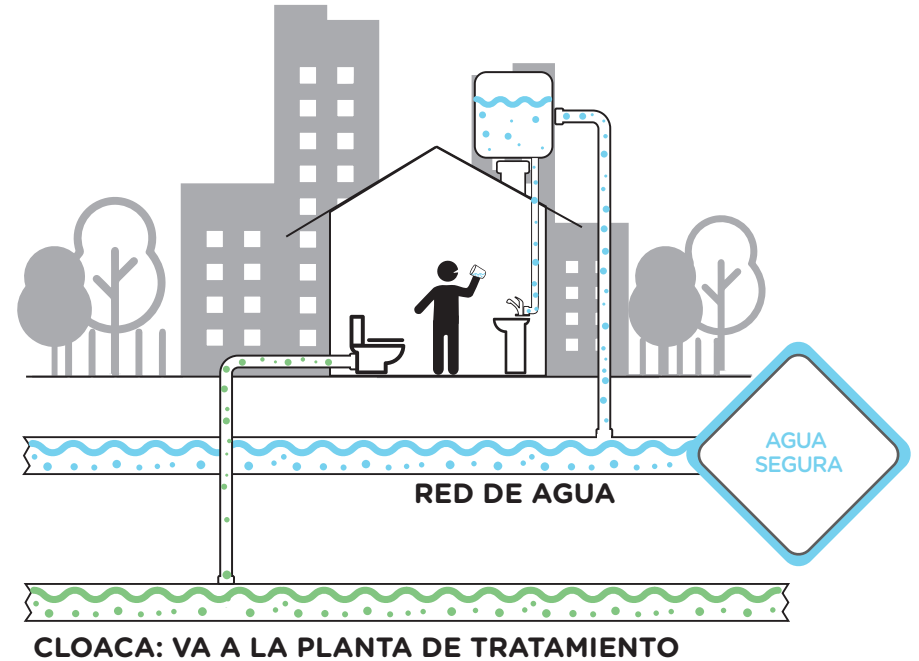 AGUA
SEGURA
RED DE AGUA
CLOACA: VA A LA PLANTA DE TRATAMIENTO